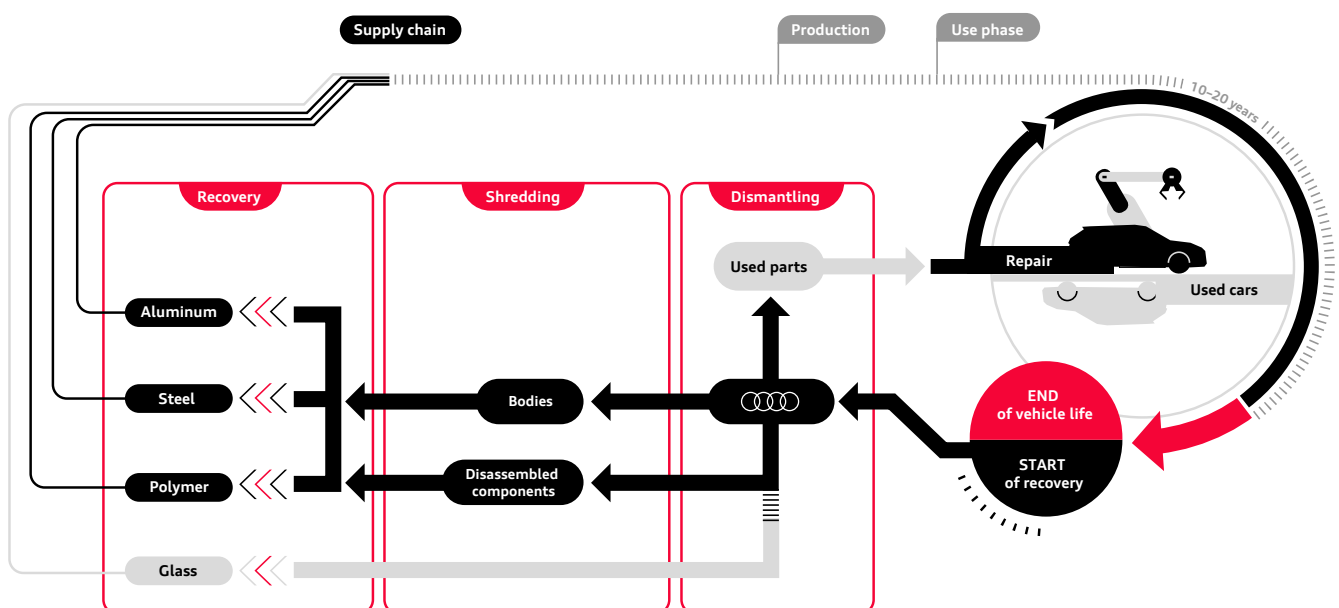 Supply chain
Production
Use phase
10–20 years
Recovery
Shredding
Dismantling
Used parts
Repair
Used cars
Aluminum
Steel
Bodies
END
of vehicle life
START
of recovery
Polymer
Disassembled
components
Glass